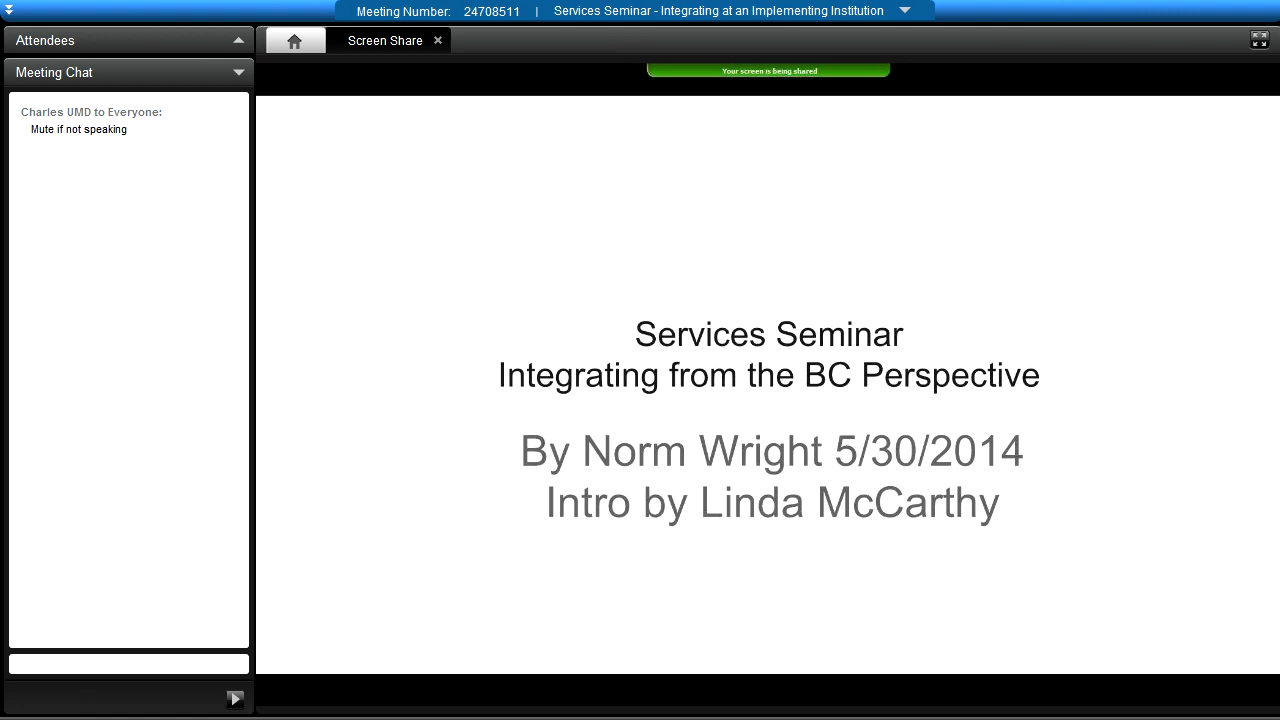 Meeting Number: 24708511 | Services Seminar - Integrating at an Implementing Institution
Attendees
Screen Share
Meeting Chat
Your screen is being shared
Charles UMD to Everyone:
Mute if not speaking
Services Seminar
Integrating from the BC Perspective
By Norm Wright 5/30/2014
Intro by Linda McCarthy